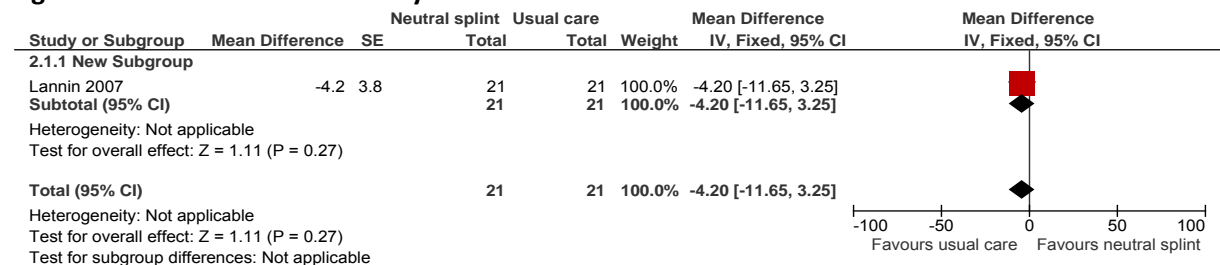 Neutral splint Usual care Mean Difference Mean Difference
Study or Subgroup Mean Difference SE Total Total Weight IV, Fixed, 95% CI IV, Fixed, 95% CI
2.1.1 New Subgroup
Lannin 2007 -4.2 3.8 21 21 100.0% -4.20 [-11.65, 3.25]
Subtotal (95% CI) 21 21 100.0% -4.20 [-11.65, 3.25]
Heterogeneity: Not applicable
Test for overall effect: Z = 1.11 (P = 0.27)
Total (95% CI) 21 21 100.0% -4.20 [-11.65, 3.25]
Heterogeneity: Not applicable
Test for overall effect: Z = 1.11 (P = 0.27)
Test for subgroup differences: Not applicable
-100 -50 0 50 100
Favours usual care Favours neutral splint